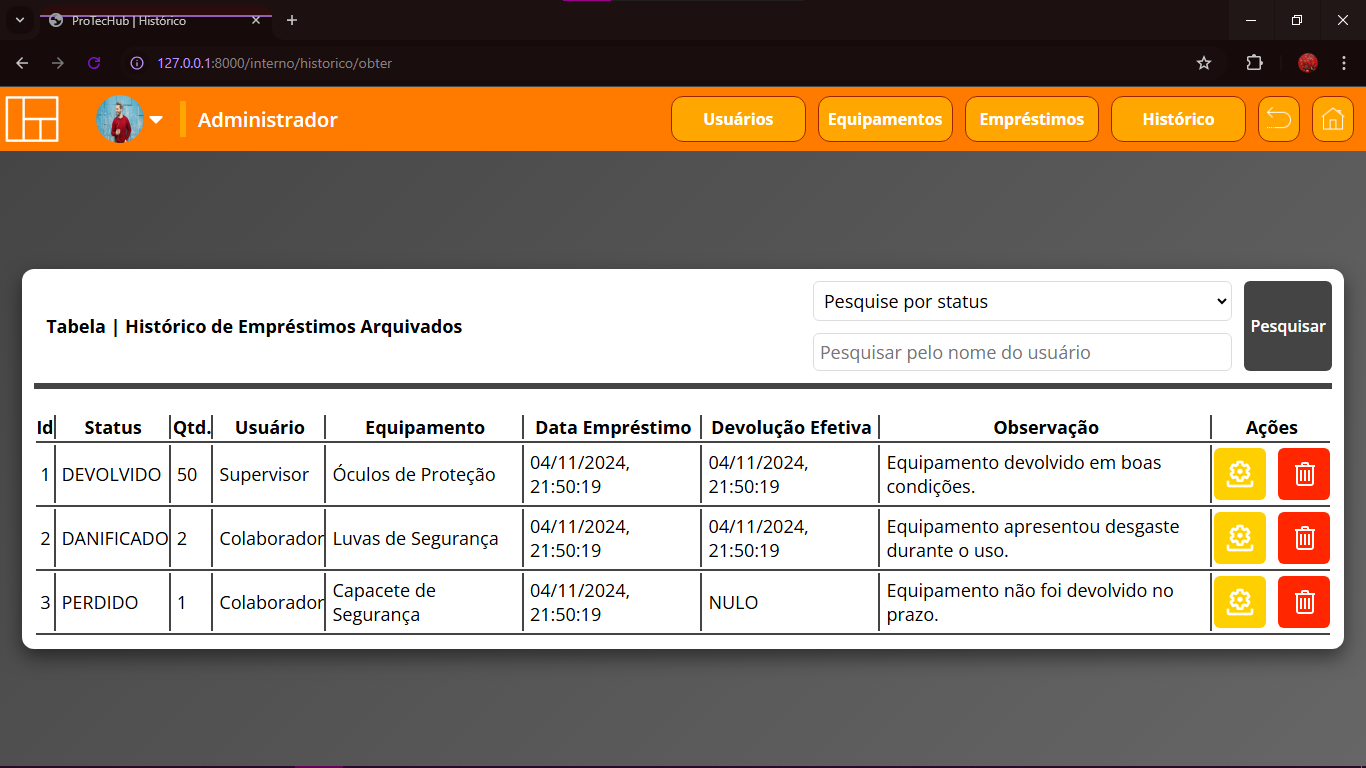 ProTecHub | Histórico
127.0.0.1:8000/interno/historico/obter
Administrador
Usuários
Equipamentos
Empréstimos
Histórico
Tabela | Histórico de Empréstimos Arquivados
Pesquise por status
Pesquisar pelo nome do usuário
Pesquisar
Id Status Qtd. Usuário Equipamento Data Empréstimo Devolução Efetiva Observação Ações
1 DEVOLVIDO 50 Supervisor Óculos de Proteção 04/11/2024, 21:50:19 04/11/2024, 21:50:19 Equipamento devolvido em boas condições.
2 DANIFICADO 2 Colaborador Luvas de Segurança 04/11/2024, 21:50:19 04/11/2024, 21:50:19 Equipamento apresentou desgaste durante o uso.
3 PERDIDO 1 Colaborador Capacete de Segurança 04/11/2024, 21:50:19 NULO Equipamento não foi devolvido no prazo.